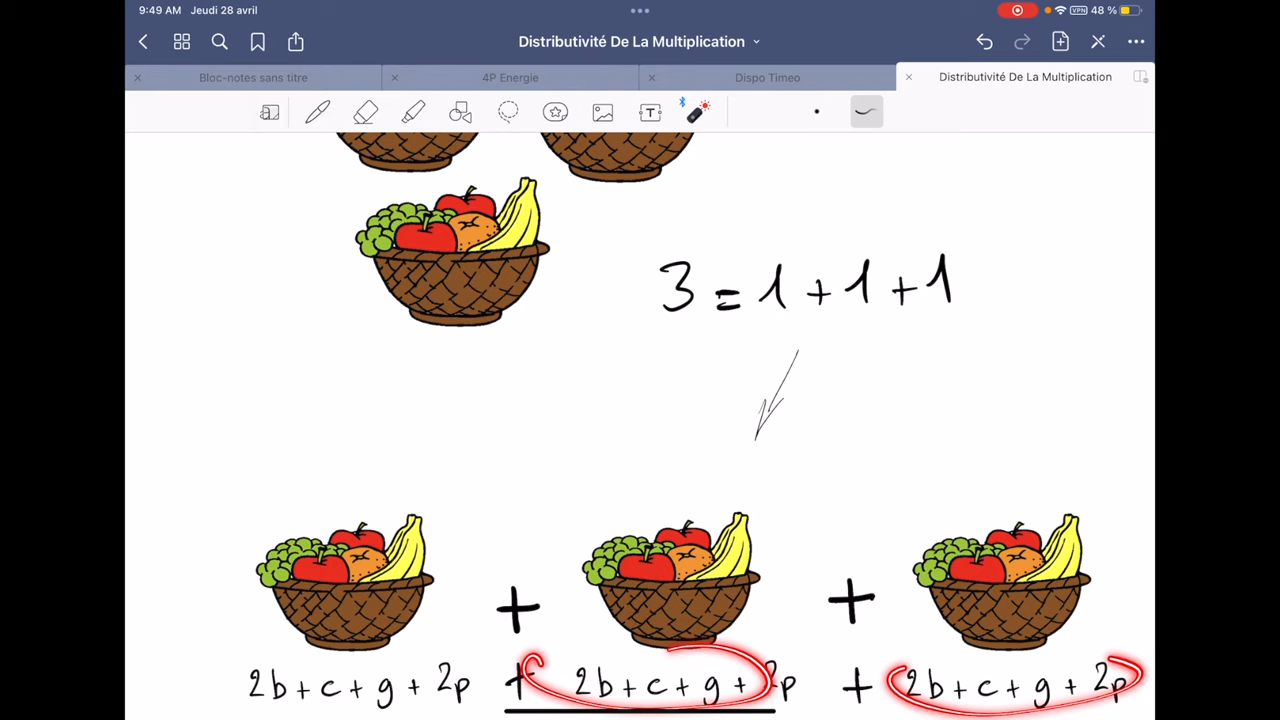 9:49 AM Jeudi 28 avril
VPN 48 %
Distributivité De La Multiplication
Bloc-notes sans titre
4P Energie
Dispo Timeo
Distributivité De La Multiplication
T
3 = 1 + 1 + 1
+ +
2b + c + g + 2p + 2b + c + g + 2p + 2b + c + g + 2p